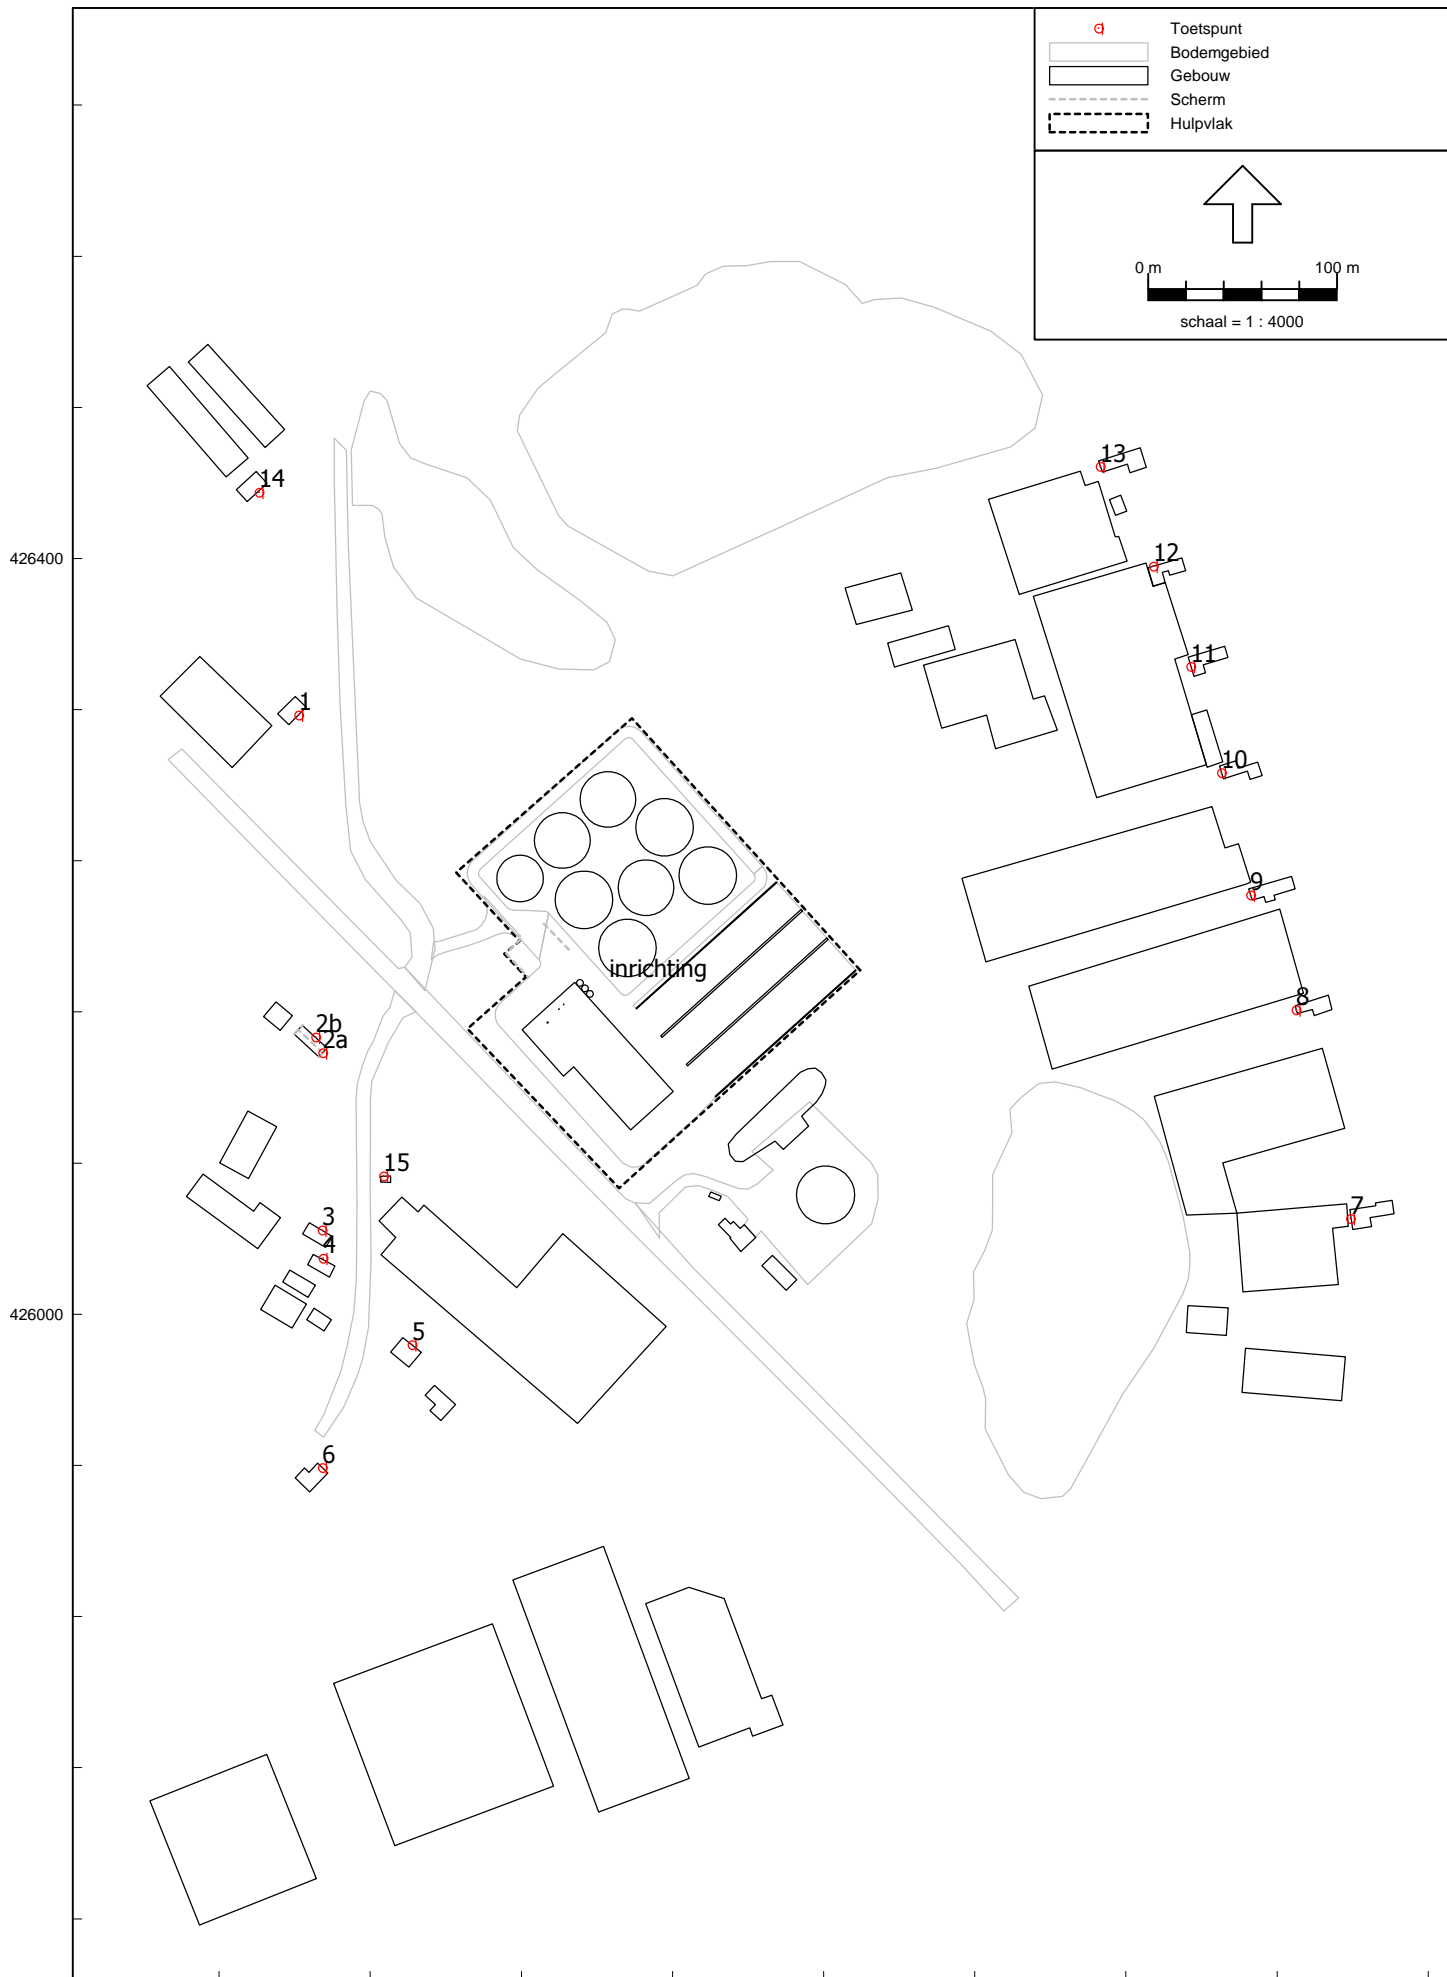 Toetspunt
Bodemgebied
Gebouw
Scherm
Hulpvlak
0 m 100 m
schaal = 1 : 4000
13
14
426400
12
11
1
10
9
inrichting
8
2b
2a
15
7
3
4
426000
5
6